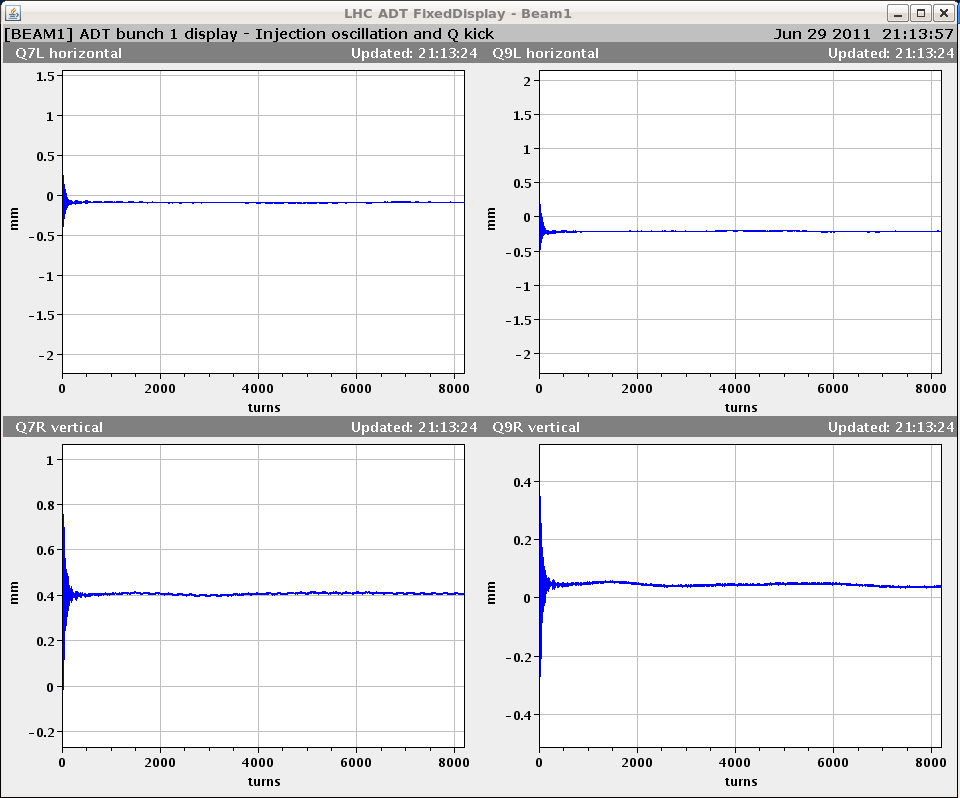 LHC ADT FixedDisplay - Beam1
[BEAM1] ADT bunch 1 display - Injection oscillation and Q kick Jun 29 2011 21:13:57
Q7L horizontal Updated: 21:13:24
1.5
1
0.5
0
-0.5
-1
-1.5
-2
mm
0 2000 4000 6000 8000
turns
Q9L horizontal Updated: 21:13:24
2
1.5
1
0.5
0
-0.5
-1
-1.5
-2
mm
0 2000 4000 6000 8000
turns
Q7R vertical Updated: 21:13:24
1
0.8
0.6
0.4
0.2
0
-0.2
mm
0 2000 4000 6000 8000
turns
Q9R vertical Updated: 21:13:24
0.4
0.2
0
-0.2
-0.4
mm
0 2000 4000 6000 8000
turns